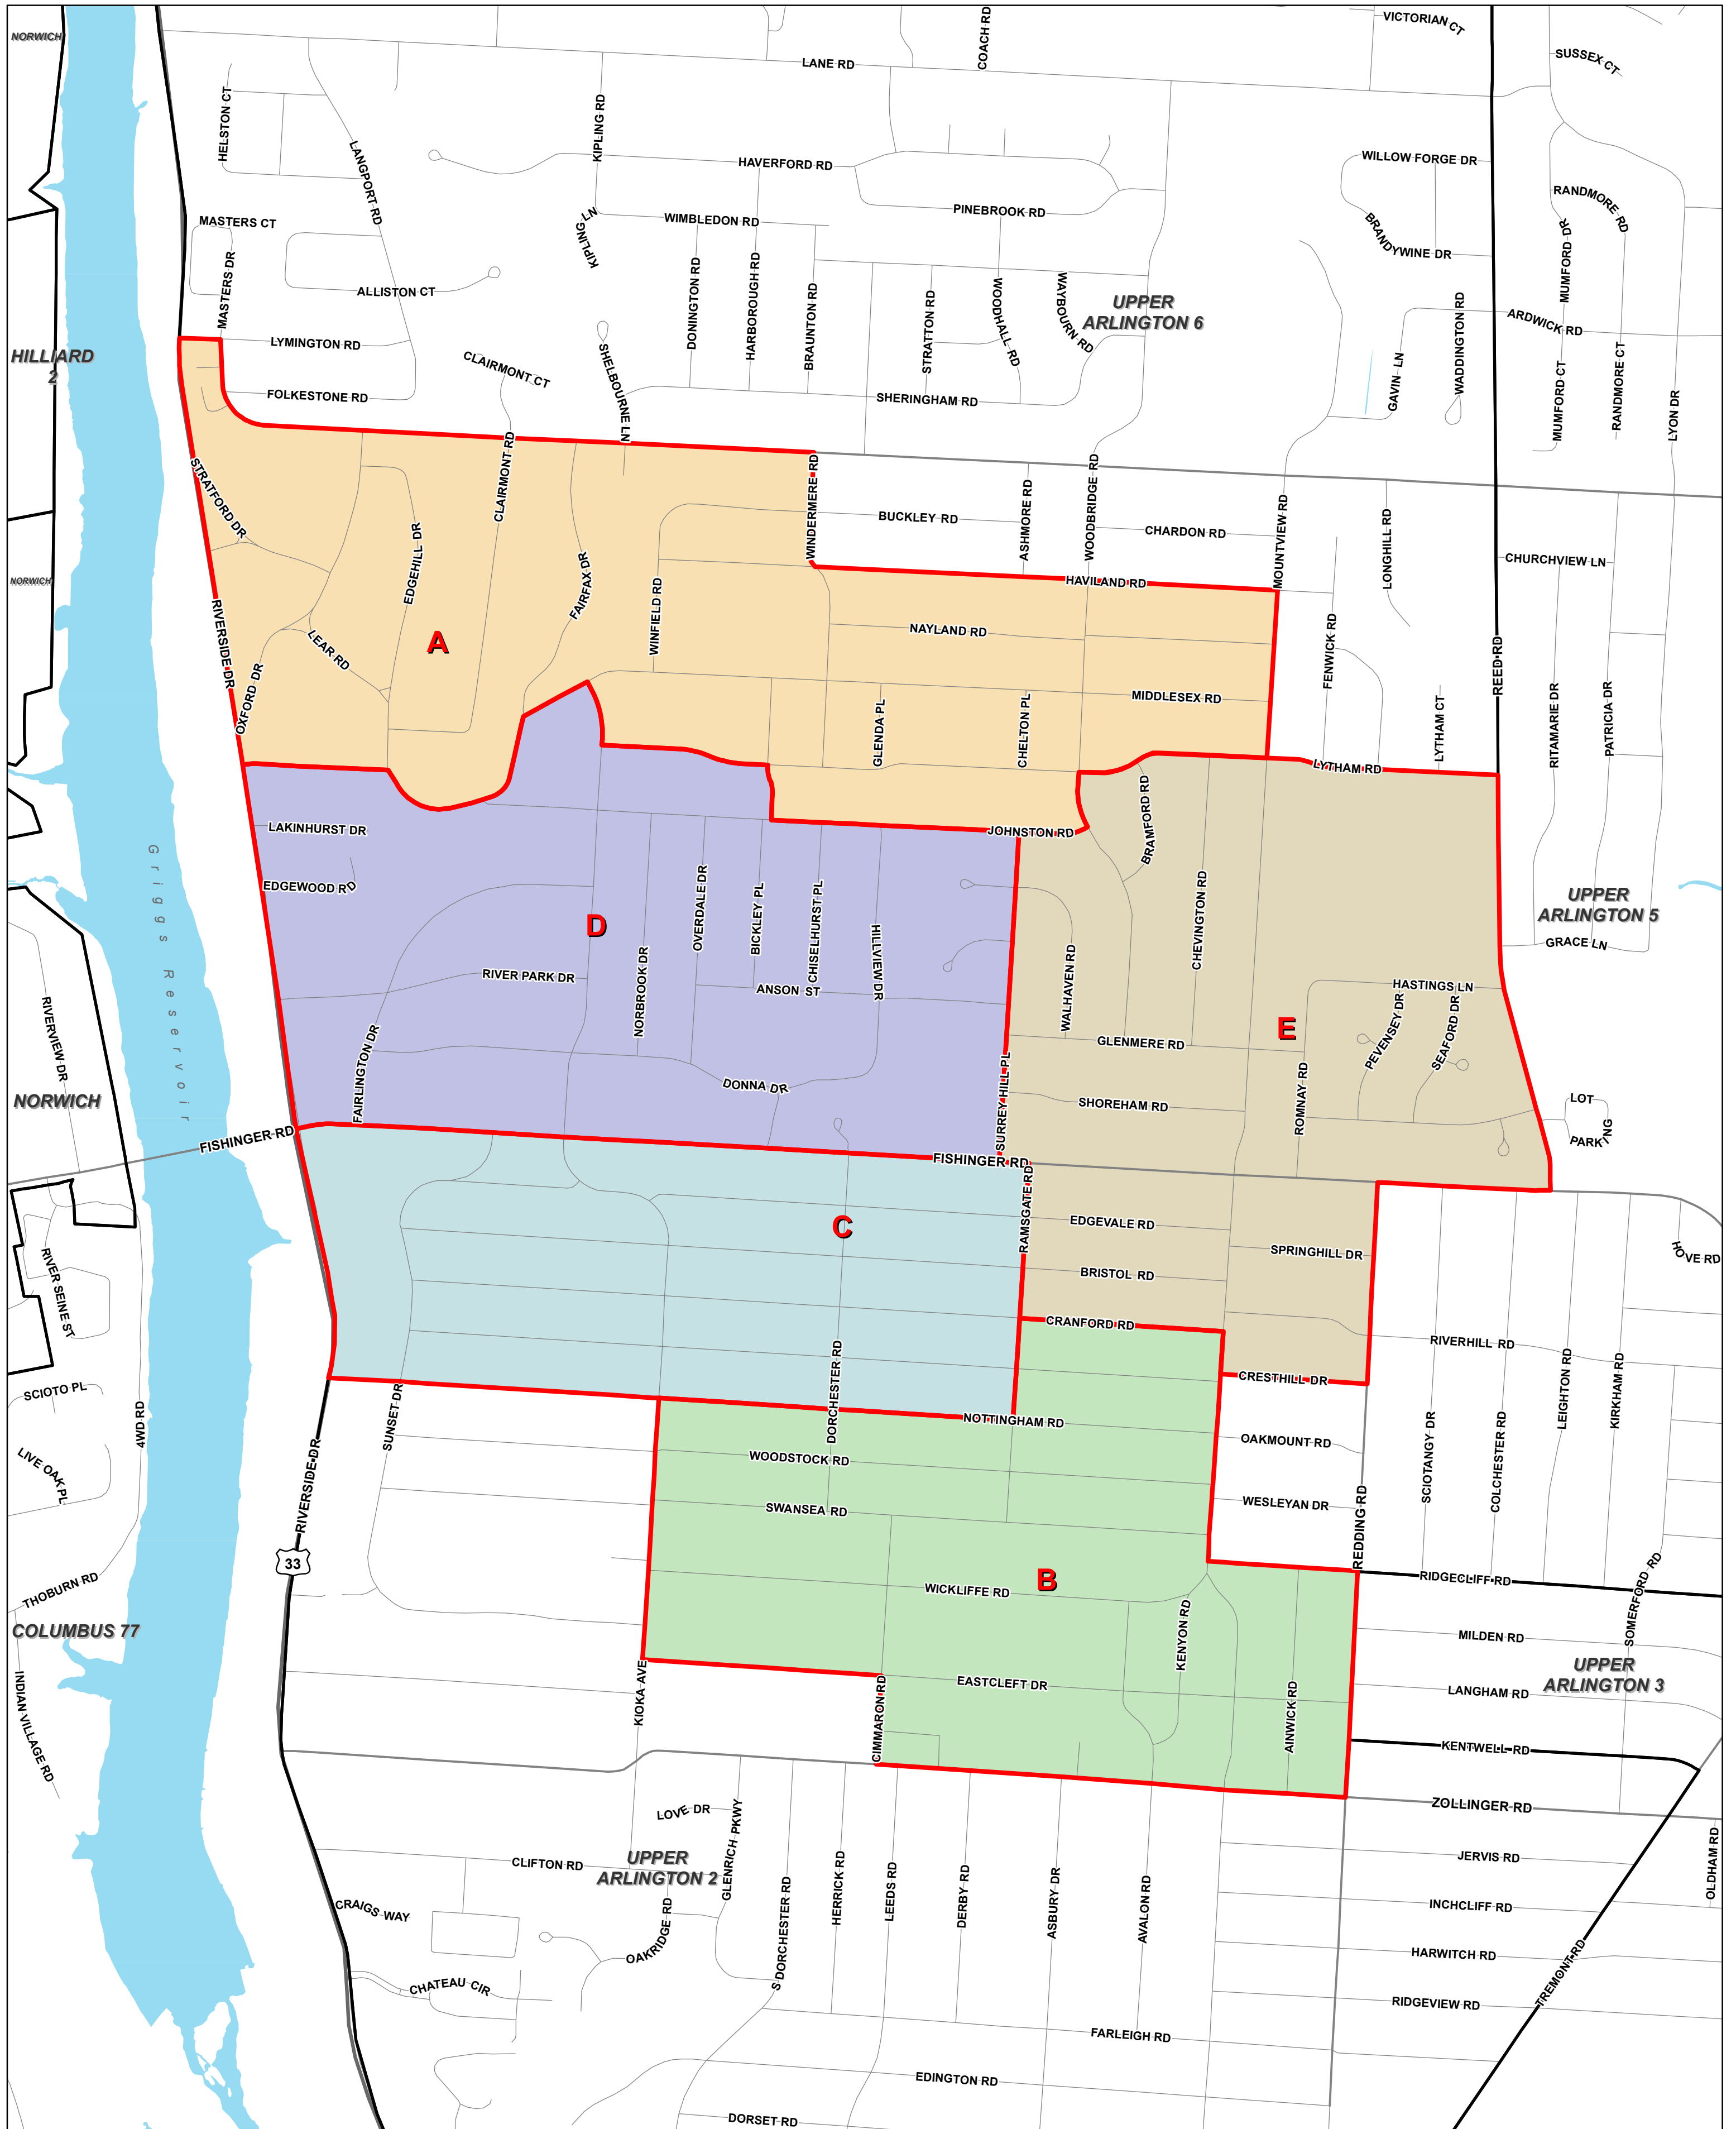 NORWICH
VICTORIAN CT
COACH RD
LANE RD
SUSSEX CT
HELSTON CT
KIPLING RD
LANGPORT RD
HAVERFORD RD
WILLOW FORGE DR
RANDMORE RD
MASTERS CT
KIPLING LN
WIMBLEDON RD
PINEBROOK RD
BRANDYWINE DR
MUMFORD DR
MASTERS DR
ALLISTON CT
DONINGTON RD
HARBOROUGH RD
BRAUNTON RD
STRATTON RD
WOODHALL RD
WAYBOURN RD
UPPER
ARLINGTON 6
WADDINGTON RD
ARDWICK RD
HILLIARD
2
LYMINGTON RD
CLAIRMONT CT
SHELBOURNE LN
GAVIN LN
MUMFORD CT
RANDMORE CT
LYON DR
FOLKESTONE RD
SHERINGHAM RD
STRATFORD DR
CLAIRMONT RD
WINDERMERE RD
BUCKLEY RD
ASHMORE RD
WOODBRIDGE RD
CHARDON RD
MOUNTVIEW RD
LONGHILL RD
CHURCHVIEW LN
NORWICH
EDGEHILL DR
FAIRFAX DR
HAVILAND RD
RIVERSIDE DR
WINFIELD RD
NAYLAND RD
FENWICK RD
REED RD
A
LEAR RD
OXFORD DR
MIDDLESEX RD
GLENDA PL
CHELTON PL
LYTHAM CT
RITAMARIE DR
PATRICIA DR
LYTHAM RD
LAKINHURST DR
JOHNSTON RD
BRAMFORD RD
Griggs Reservoir
EDGEWOOD RD
D
OVERDALE DR
BICKLEY PL
CHISELHURST PL
HILLVIEW DR
CHEVINGTON RD
UPPER
ARLINGTON 5
GRACE LN
RIVER PARK DR
NORBROOK DR
ANSON ST
WALHAVEN RD
HASTINGS LN
RIVERVIEW DR
FAIRLINGTON DR
GLENMERE RD
E
PEVENSEY DR
SEAFORD DR
DONNA DR
SURREY HILL PL
SHOREHAM RD
ROMNAY RD
NORWICH
LOT
PARKING
FISHINGER RD
FISHINGER RD
RAMSGATE RD
C
EDGEVALE RD
SPRINGHILL DR
HOVE RD
RIVER SEINE ST
BRISTOL RD
CRANFORD RD
RIVERHILL RD
DORCHESTER RD
CRESTHILL DR
LEIGHTON RD
KIRKHAM RD
SCIOTO PL
4WD RD
SUNSET DR
NOTTINGHAM RD
OAKMOUNT RD
SCIOTANGY DR
COLCHESTER RD
LIVE OAK PL
RIVERSIDE DR
WOODSTOCK RD
SWANSEA RD
WESLEYAN DR
REDDING RD
33
THOBURN RD
B
WICKLIFFE RD
RIDGECLIFF RD
SOMERFORD RD
COLUMBUS 77
KENYON RD
MILDEN RD
UPPER
ARLINGTON 3
INDIAN VILLAGE RD
KIOKA AVE
CIMMARON RD
EASTCLEFT DR
AINWICK RD
LANGHAM RD
KENTWELL RD
LOVE DR
GLENRICH PKWY
ZOLLINGER RD
UPPER
ARLINGTON 2
CLIFTON RD
JERVIS RD
OLDHAM RD
CRAIGS WAY
OAKRIDGE RD
S DORCHESTER RD
HERRICK RD
LEEDS RD
DERBY RD
ASBURY DR
AVALON RD
INCHCLIFF RD
HARWITCH RD
CHATEAU CIR
TREMONT RD
RIDGEVIEW RD
FARLEIGH RD
EDINGTON RD
DORSET RD